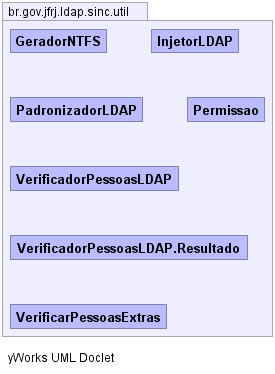 br.gov.jfrj.ldap.sinc.util
GeradorNTFS
InjetorLDAP
PadronizadorLDAP
Permissao
VerificadorPessoasLDAP
VerificadorPessoasLDAP.Resultado
VerificarPessoasExtras
yWorks UML Doclet